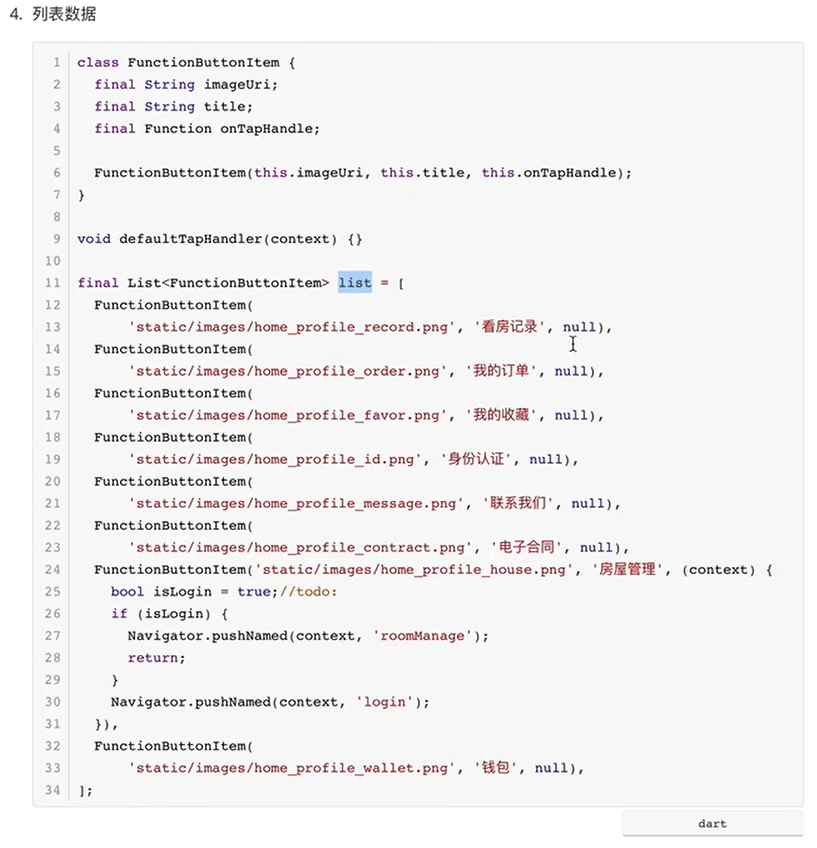 4. 列表数据
1 class FunctionButtonItem {
2   final String imageUri;
3   final String title;
4   final Function onTapHandle;
5
6   FunctionButtonItem(this.imageUri, this.title, this.onTapHandle);
7 }
8
9 void defaultTapHandler(context) {}
10
11 final List<FunctionButtonItem> list = [
12   FunctionButtonItem(
13       'static/images/home_profile_record.png', '看房记录', null),
14   FunctionButtonItem(
15       'static/images/home_profile_order.png', '我的订单', null),
16   FunctionButtonItem(
17       'static/images/home_profile_favor.png', '我的收藏', null),
18   FunctionButtonItem(
19       'static/images/home_profile_id.png', '身份认证', null),
20   FunctionButtonItem(
21       'static/images/home_profile_message.png', '联系我们', null),
22   FunctionButtonItem(
23       'static/images/home_profile_contract.png', '电子合同', null),
24   FunctionButtonItem('static/images/home_profile_house.png', '房屋管理', (context) {
25     bool isLogin = true;//todo:
26     if (isLogin) {
27       Navigator.pushNamed(context, 'roomManage');
28       return;
29     }
30     Navigator.pushNamed(context, 'login');
31   }),
32   FunctionButtonItem(
33       'static/images/home_profile_wallet.png', '钱包', null),
34 ];
dart